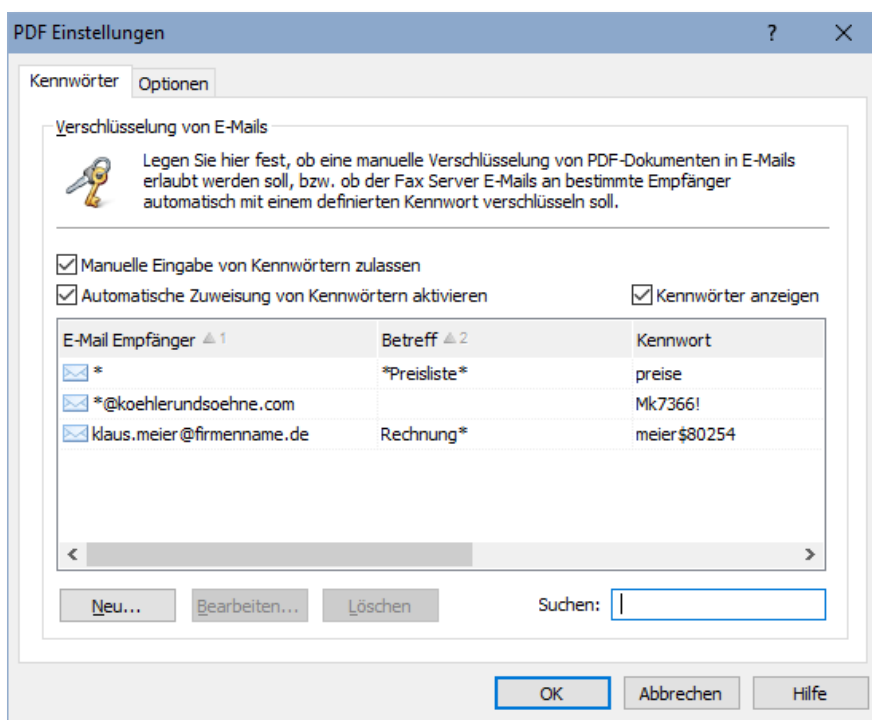 PDF Einstellungen ? ×
Kennwörter Optionen
Verschlüsselung von E-Mails
Legen Sie hier fest, ob eine manuelle Verschlüsselung von PDF-Dokumenten in E-Mails
erlaubt werden soll, bzw. ob der Fax Server E-Mails an bestimmte Empfänger
automatisch mit einem definierten Kennwort verschlüsseln soll.
Manuelle Eingabe von Kennwörtern zulassen
Automatische Zuweisung von Kennwörtern aktivieren Kennwörter anzeigen
E-Mail Empfänger 1 Betreff 2 Kennwort
* *Preisliste* preise
*@koehlerundsoehne.com Mk7366!
klaus.meier@firmenname.de Rechnung* meier$80254
Neu... Bearbeiten... Löschen Suchen:
OK Abbrechen Hilfe